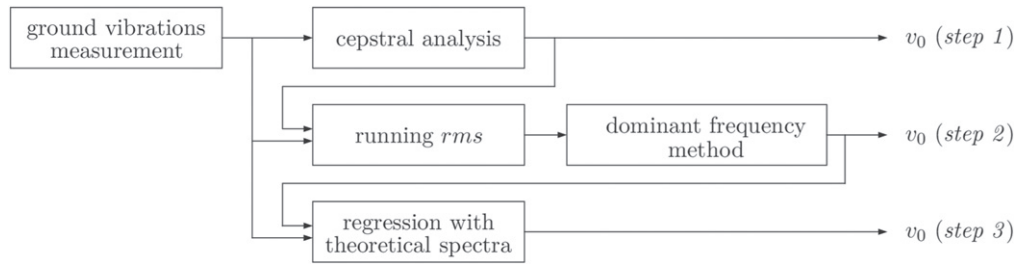 ground vibrations
measurement
cepstral analysis
v₀ (step 1)
running rms
dominant frequency
method
v₀ (step 2)
regression with
theoretical spectra
v₀ (step 3)